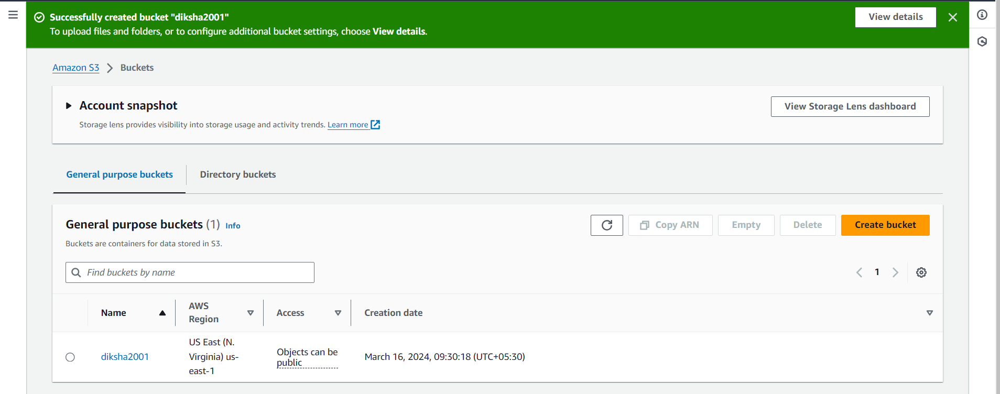 Successfully created bucket "diksha2001"
To upload files and folders, or to configure additional bucket settings, choose View details.
View details
Amazon S3 > Buckets
Account snapshot
Storage lens provides visibility into storage usage and activity trends. Learn more
View Storage Lens dashboard
General purpose buckets
Directory buckets
General purpose buckets (1) Info
Buckets are containers for data stored in S3.
Copy ARN
Empty
Delete
Create bucket
Find buckets by name
1
Name
AWS
Region
Access
Creation date
diksha2001
US East (N.
Virginia) us-
east-1
Objects can be
public
March 16, 2024, 09:30:18 (UTC+05:30)